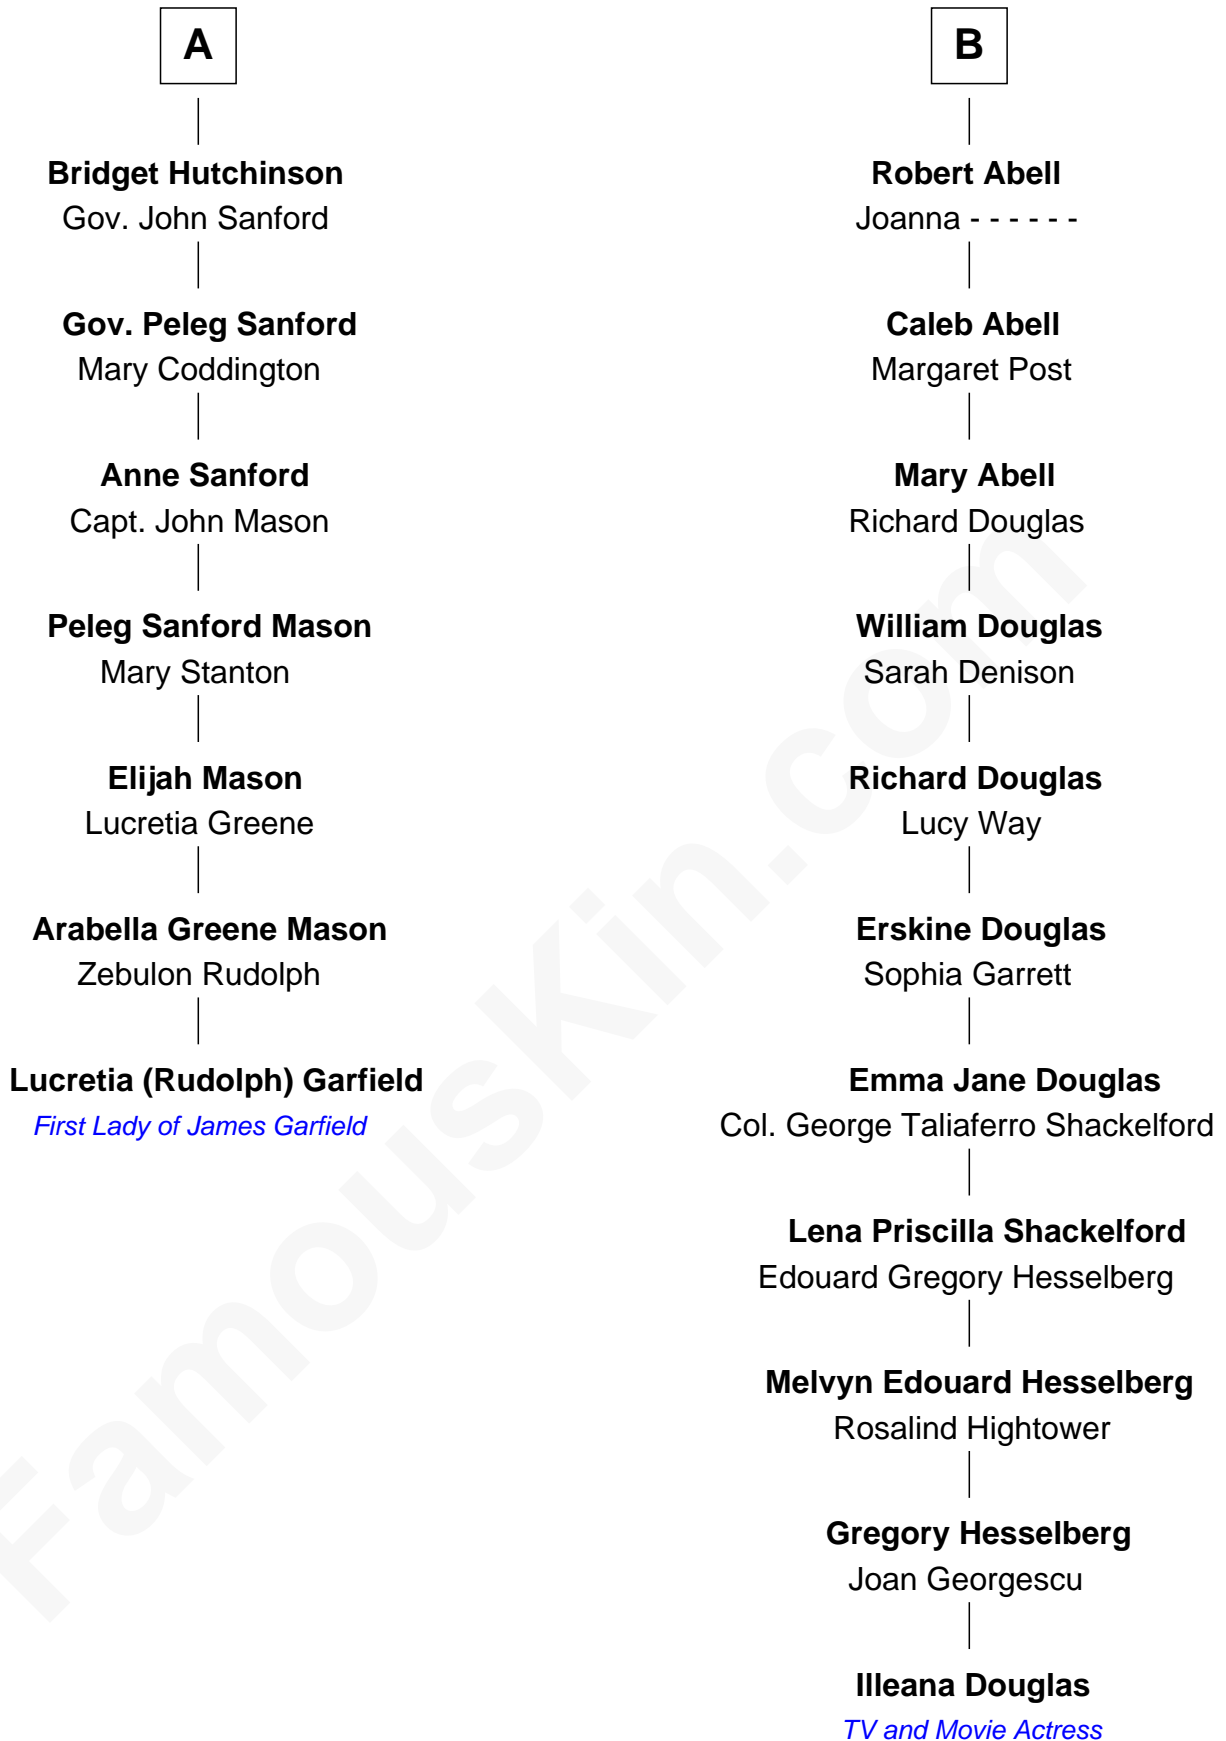 A
Bridget Hutchinson
Gov. John Sanford
Gov. Peleg Sanford
Mary Coddington
Anne Sanford
Capt. John Mason
Peleg Sanford Mason
Mary Stanton
Elijah Mason
Lucretia Greene
Arabella Greene Mason
Zebulon Rudolph
Lucretia (Rudolph) Garfield
First Lady of James Garfield
B
Robert Abell
Joanna - - - - - -
Caleb Abell
Margaret Post
Mary Abell
Richard Douglas
William Douglas
Sarah Denison
Richard Douglas
Lucy Way
Erskine Douglas
Sophia Garrett
Emma Jane Douglas
Col. George Taliaferro Shackelford
Lena Priscilla Shackelford
Edouard Gregory Hesselberg
Melvyn Edouard Hesselberg
Rosalind Hightower
Gregory Hesselberg
Joan Georgescu
Illeana Douglas
TV and Movie Actress
FamousKin.com